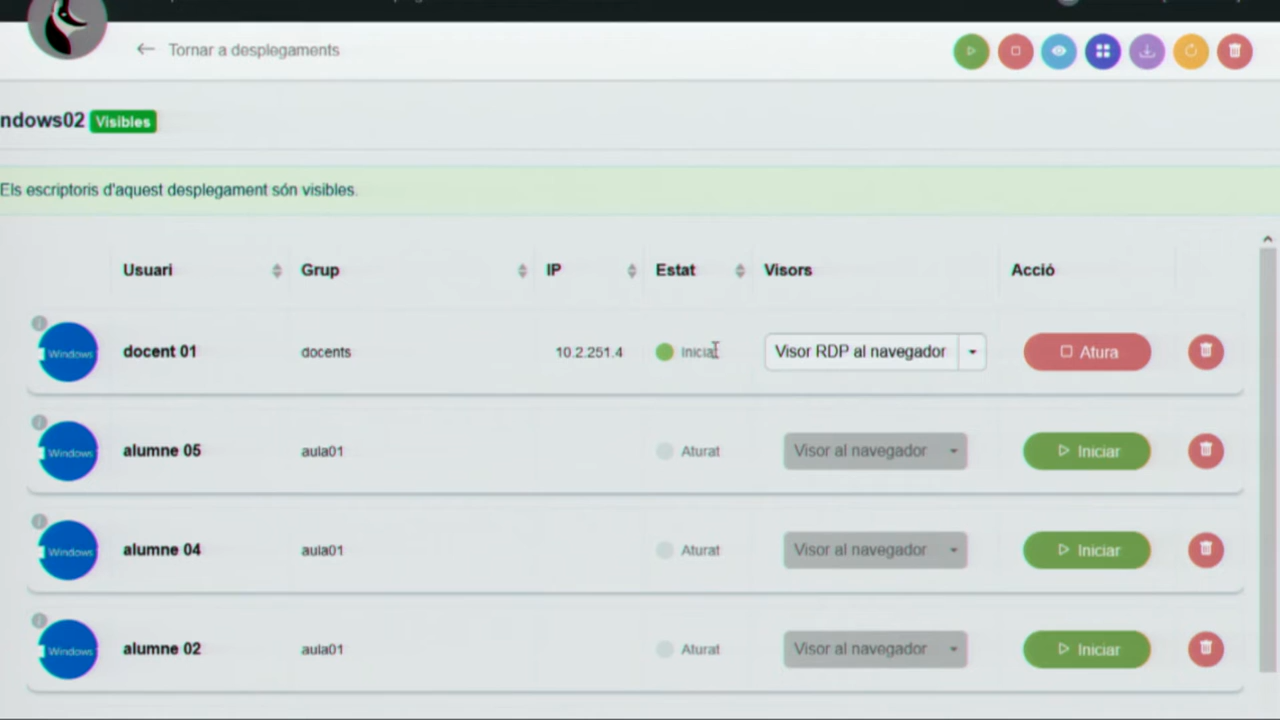 Tornar a desplegaments
ndows02 Visibles
Els escriptoris d'aquest desplegament són visibles.
Usuari Grup IP Estat Visors Acció
Windows docent 01 docents 10.2.251.4 Iniciat Visor RDP al navegador Atura
Windows alumne 05 aula01 Aturat Visor al navegador Iniciar
Windows alumne 04 aula01 Aturat Visor al navegador Iniciar
Windows alumne 02 aula01 Aturat Visor al navegador Iniciar